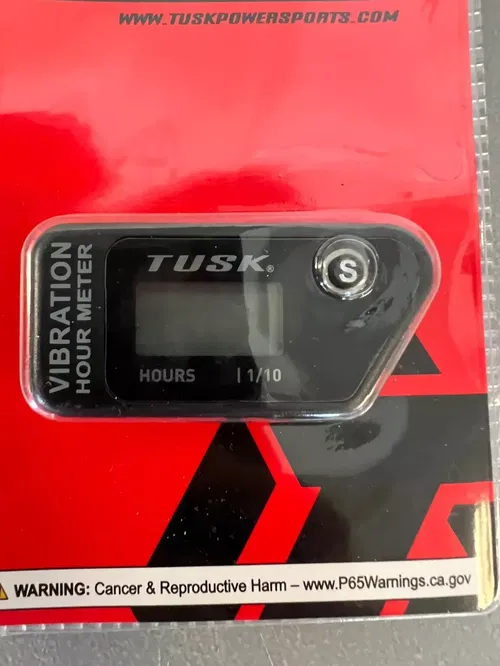 WWW.TUSKPOWERSPORTS.COM
VIBRATION
HOUR METER
TUSK®
S
HOURS | 1/10
WARNING: Cancer & Reproductive Harm – www.P65Warnings.ca.gov